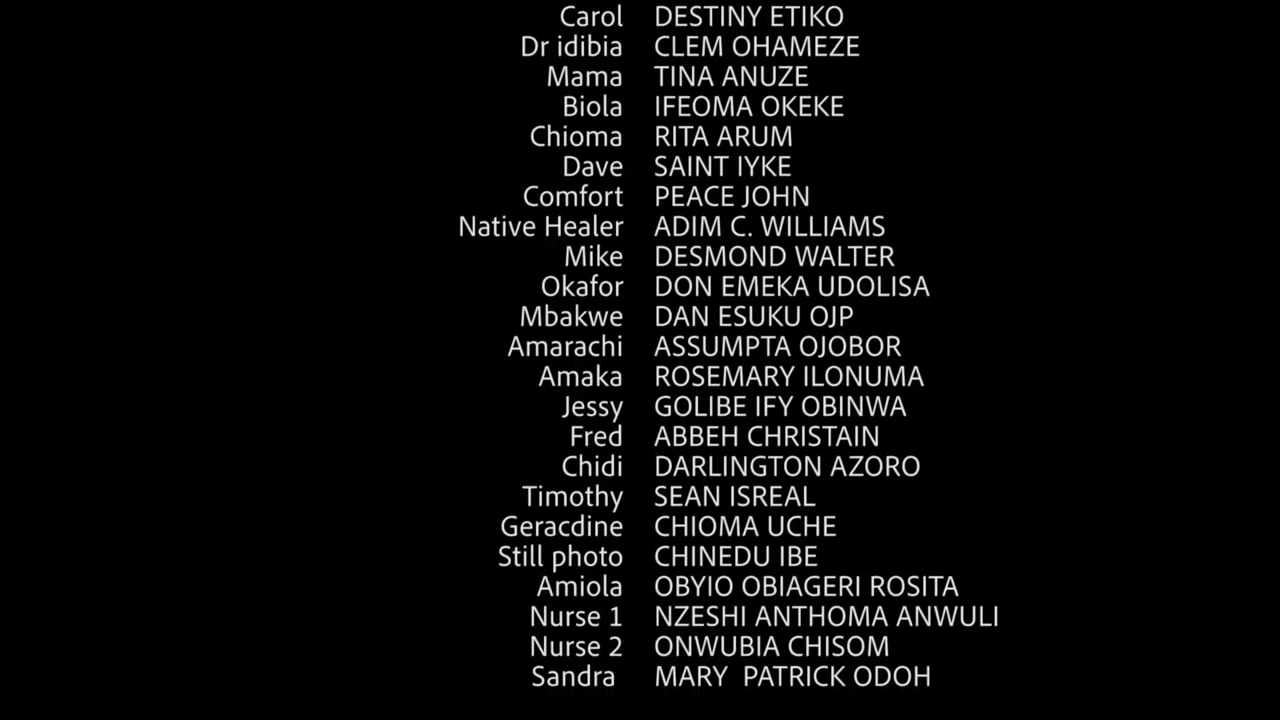 Carol DESTINY ETIKO
Dr idibia CLEM OHAMEZE
Mama TINA ANUZE
Biola IFEOMA OKEKE
Chioma RITA ARUM
Dave SAINT IYKE
Comfort PEACE JOHN
Native Healer ADIM C. WILLIAMS
Mike DESMOND WALTER
Okafor DON EMEKA UDOLISA
Mbakwe DAN ESUKU OJP
Amarachi ASSUMPTA OJOBOR
Amaka ROSEMARY ILONUMA
Jessy GOLIBE IFY OBINWA
Fred ABBEH CHRISTAIN
Chidi DARLINGTON AZORO
Timothy SEAN ISREAL
Geracdine CHIOMA UCHE
Still photo CHINEDU IBE
Amiola OBYIO OBIAGERI ROSITA
Nurse 1 NZESHI ANTHOMA ANWULI
Nurse 2 ONWUBIA CHISOM
Sandra MARY PATRICK ODOH